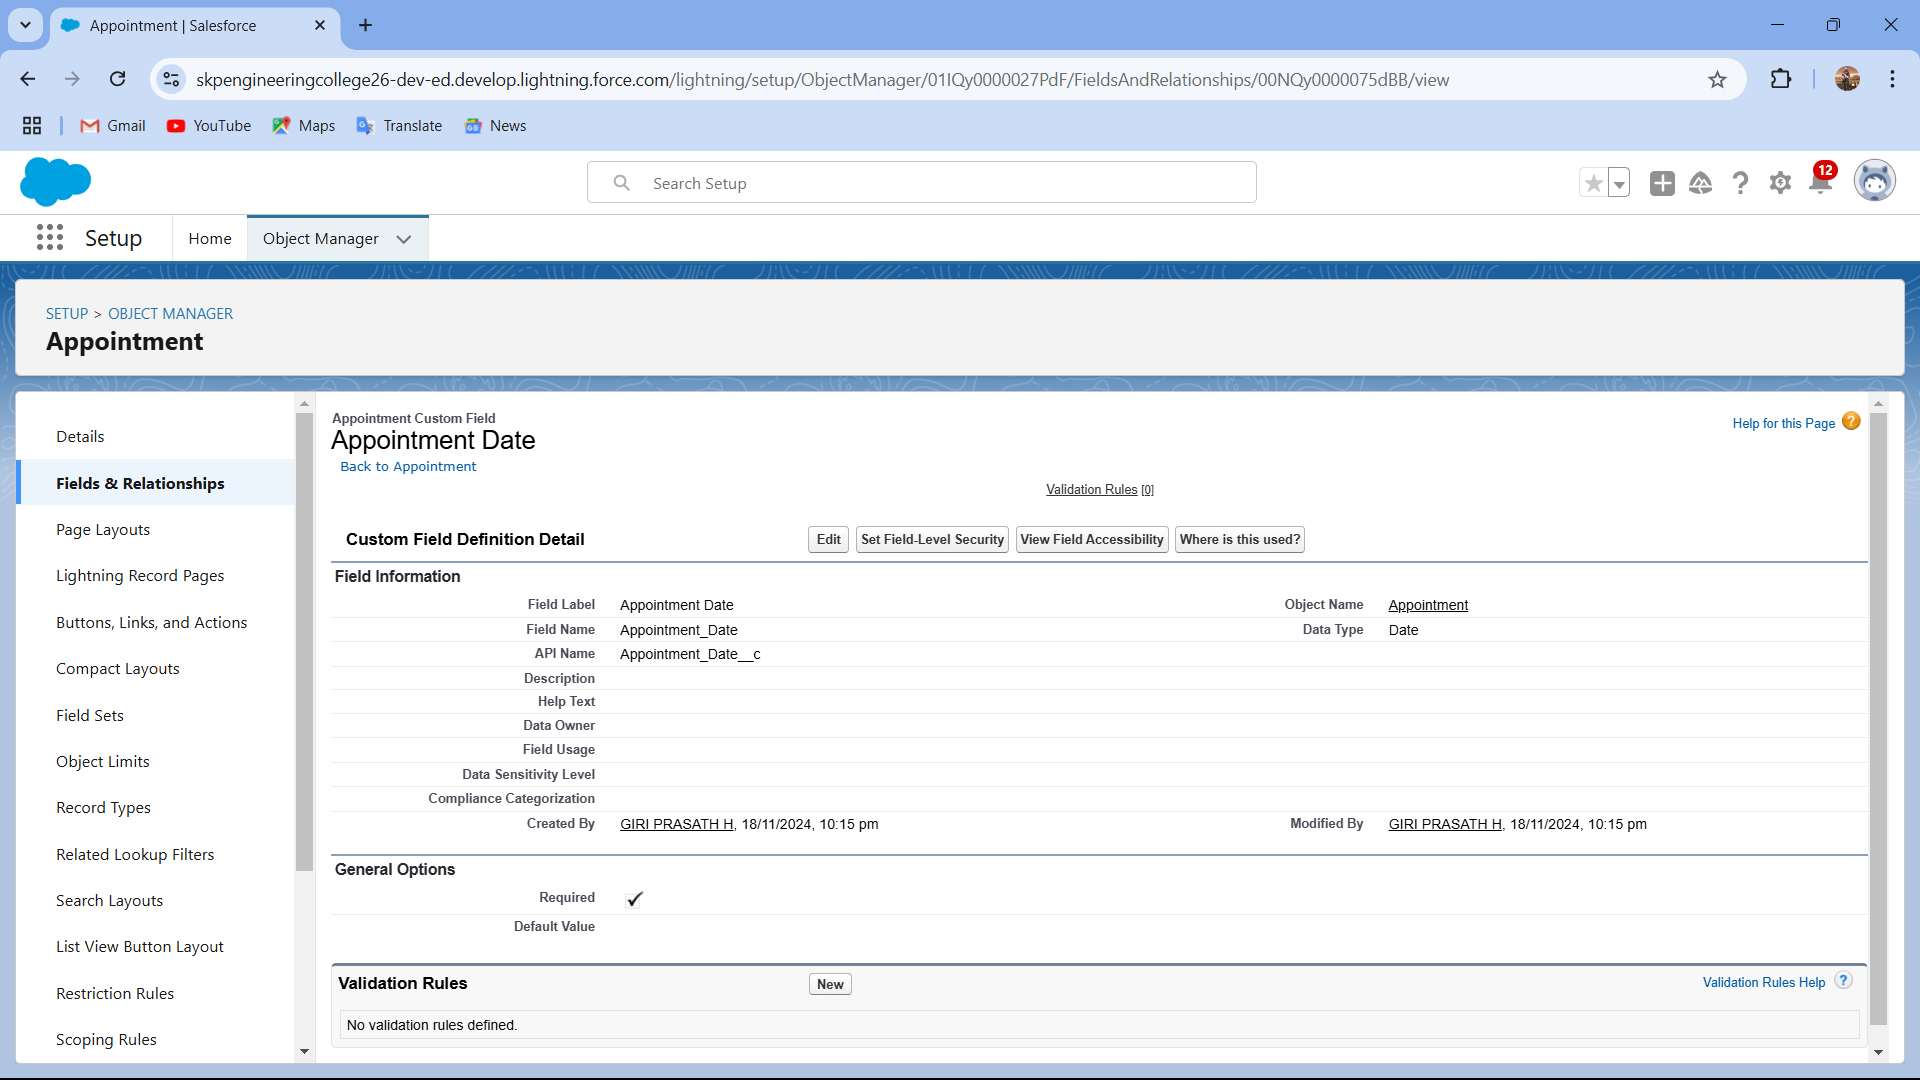 Appointment | Salesforce
skpengineeringcollege26-dev-ed.develop.lightning.force.com/lightning/setup/ObjectManager/01IQy0000027PdF/FieldsAndRelationships/00NQy0000075dBB/view
Gmail YouTube Maps Translate News
Search Setup
12
Setup Home Object Manager
SETUP > OBJECT MANAGER
Appointment
Details
Fields & Relationships
Page Layouts
Lightning Record Pages
Buttons, Links, and Actions
Compact Layouts
Field Sets
Object Limits
Record Types
Related Lookup Filters
Search Layouts
List View Button Layout
Restriction Rules
Scoping Rules
Appointment Custom Field
Appointment Date
Back to Appointment
Help for this Page ?
Validation Rules [0]
Custom Field Definition Detail Edit Set Field-Level Security View Field Accessibility Where is this used?
Field Information
Field Label Appointment Date Object Name Appointment
Field Name Appointment_Date Data Type Date
API Name Appointment_Date__c
Description
Help Text
Data Owner
Field Usage
Data Sensitivity Level
Compliance Categorization
Created By GIRI PRASATH H, 18/11/2024, 10:15 pm Modified By GIRI PRASATH H, 18/11/2024, 10:15 pm
General Options
Required ✓
Default Value
Validation Rules New Validation Rules Help ?
No validation rules defined.